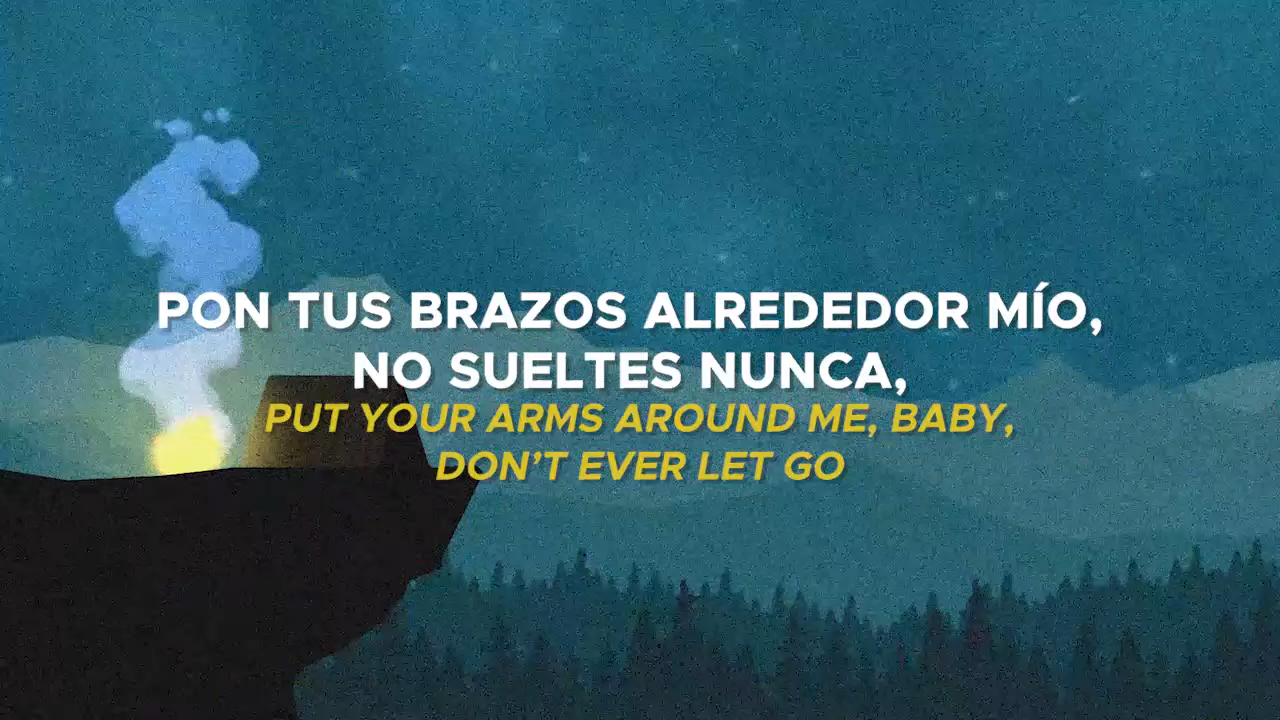 PON TUS BRAZOS ALREDEDOR MÍO,
NO SUELTES NUNCA,
PUT YOUR ARMS AROUND ME, BABY,
DON’T EVER LET GO